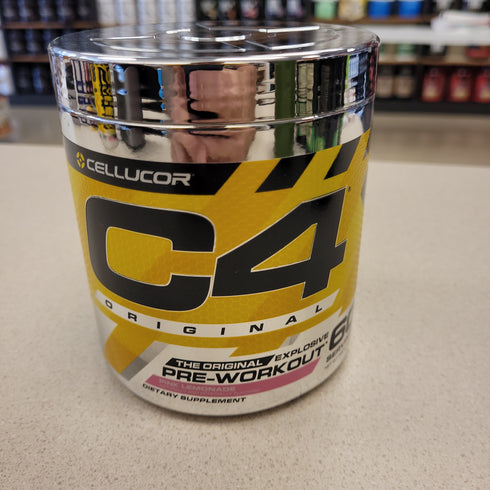 CELLUCOR
C4
ORIGINAL
THE ORIGINAL EXPLOSIVE
PRE-WORKOUT
PINK LEMONADE
DIETARY SUPPLEMENT